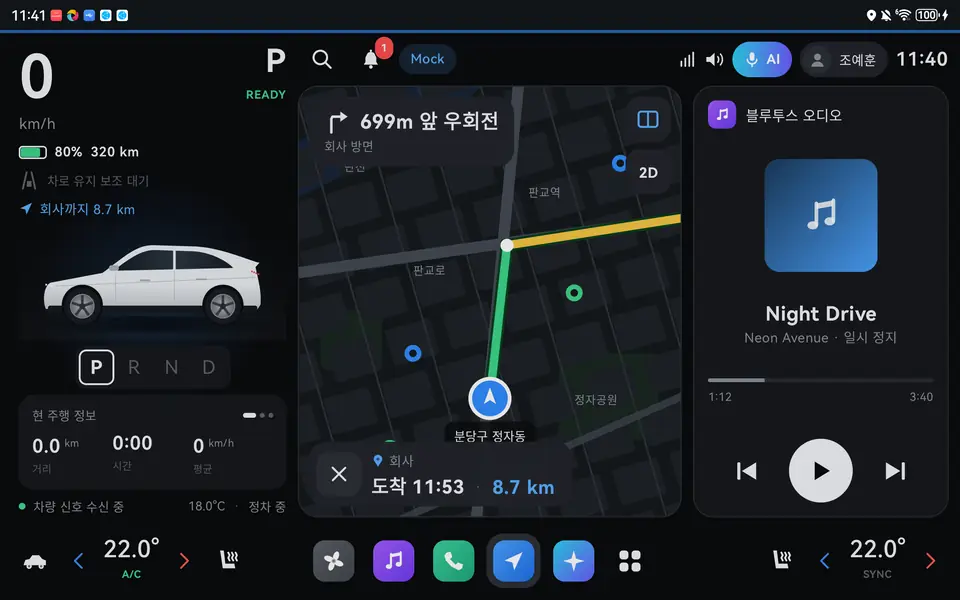 11:41
100
0
P
READY
km/h
80% 320 km
차로 유지 보조 대기
회사까지 8.7 km
P R N D
현 주행 정보
0.0 km
거리
0:00
시간
0 km/h
평균
차량 신호 수신 중
18.0°C · 정차 중
1
Mock
AI
조예훈
11:40
699m 앞 우회전
회사 방면
2D
판교역
판교로
정자공원
분당구 정자동
회사
도착 11:53 · 8.7 km
블루투스 오디오
Night Drive
Neon Avenue · 일시 정지
1:12
3:40
22.0°
A/C
22.0°
SYNC